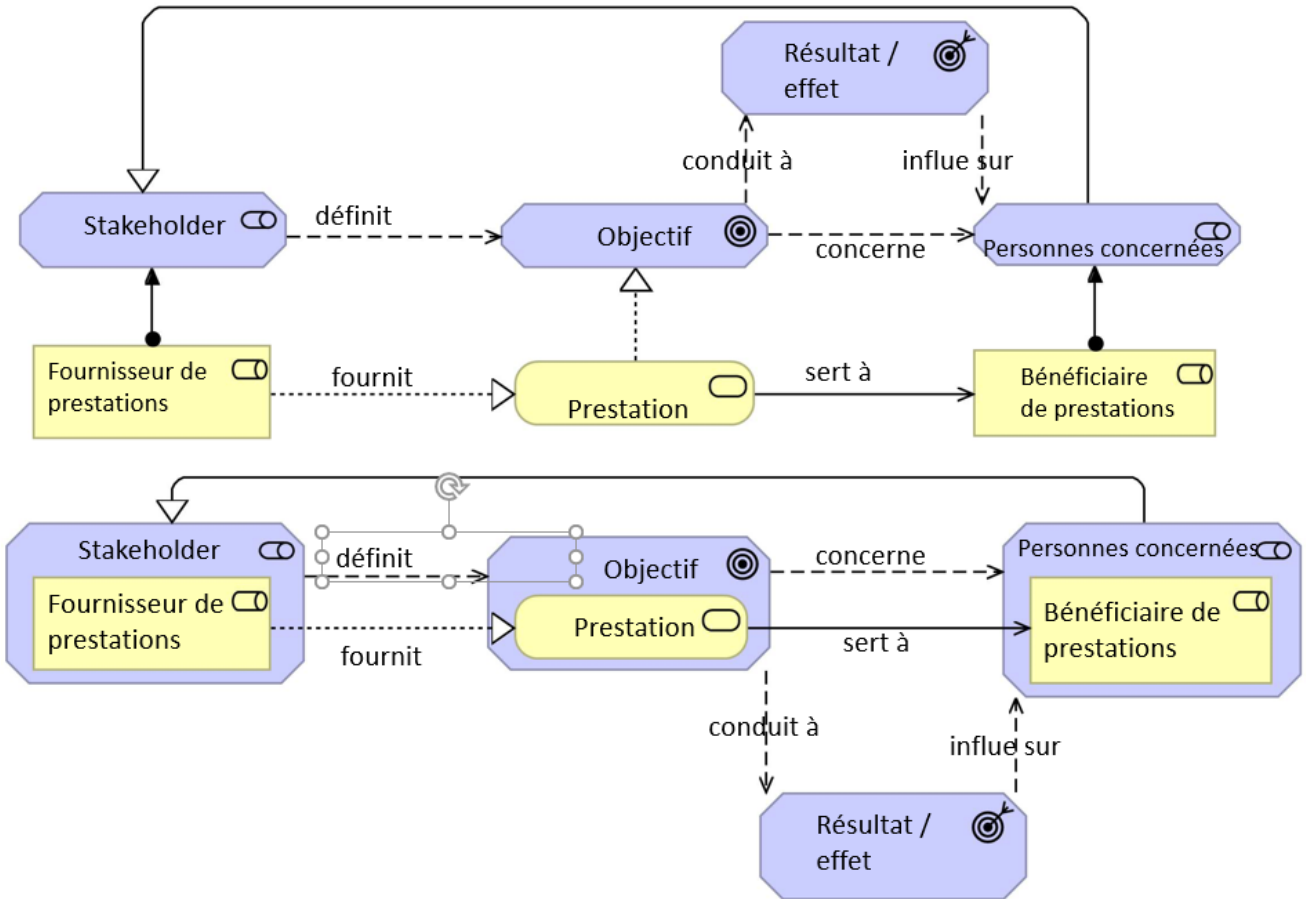 Résultat /
effet
conduit à
influe sur
Stakeholder
définit
Objectif
concerne
Personnes concernées
Fournisseur de
prestations
fournit
Prestation
sert à
Bénéficiaire
de prestations
Stakeholder
définit
Objectif
concerne
Personnes concernées
Fournisseur de
prestations
fournit
Prestation
sert à
Bénéficiaire de
prestations
conduit à
influe sur
Résultat /
effet